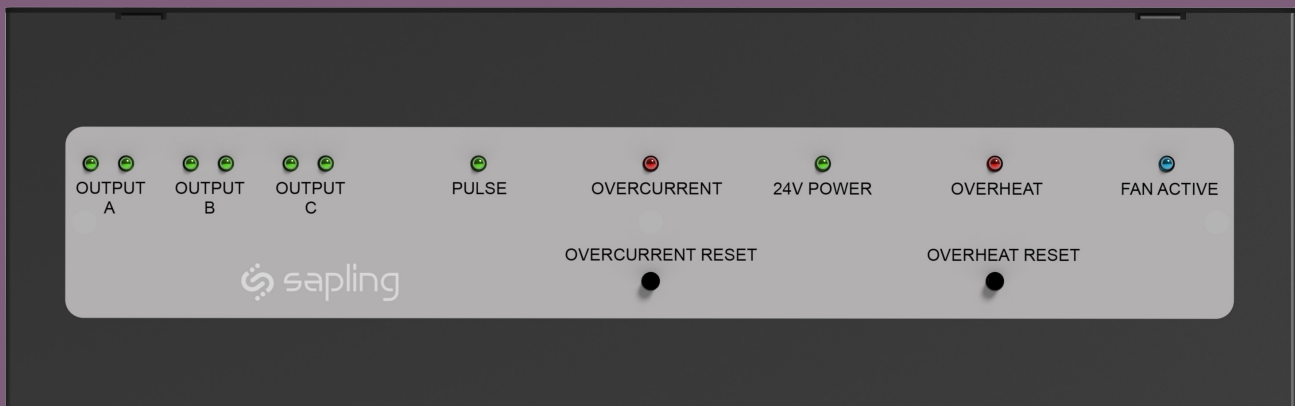 OUTPUT A
OUTPUT B
OUTPUT C
PULSE
OVERCURRENT
24V POWER
OVERHEAT
FAN ACTIVE
OVERCURRENT RESET
OVERHEAT RESET
sapling